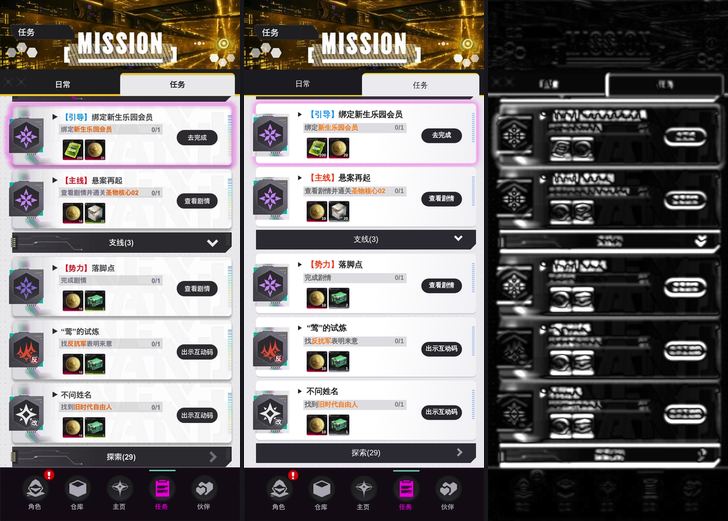 任务
MISSION
日常
任务
【引导】绑定新生乐园会员
绑定新生乐园会员 0/1
去完成
【主线】悬案再起
查看剧情并通关圣物核心02 0/1
查看剧情
支线(3)
【势力】落脚点
完成剧情 0/1
查看剧情
“莺”的试炼
找反抗军表明来意 0/1
出示互动码
反
不问姓名
找到旧时代自由人 0/1
出示互动码
改
探索(29)
角色
仓库
主页
任务
伙伴
任务
MISSION
日常
任务
【引导】绑定新生乐园会员
绑定新生乐园会员 0/1
去完成
【主线】悬案再起
查看剧情并通关圣物核心02 0/1
查看剧情
支线(3)
【势力】落脚点
完成剧情 0/1
查看剧情
“莺”的试炼
找反抗军表明来意 0/1
出示互动码
反
不问姓名
找到旧时代自由人 0/1
出示互动码
改
探索(29)
角色
仓库
主页
任务
伙伴
MISSION